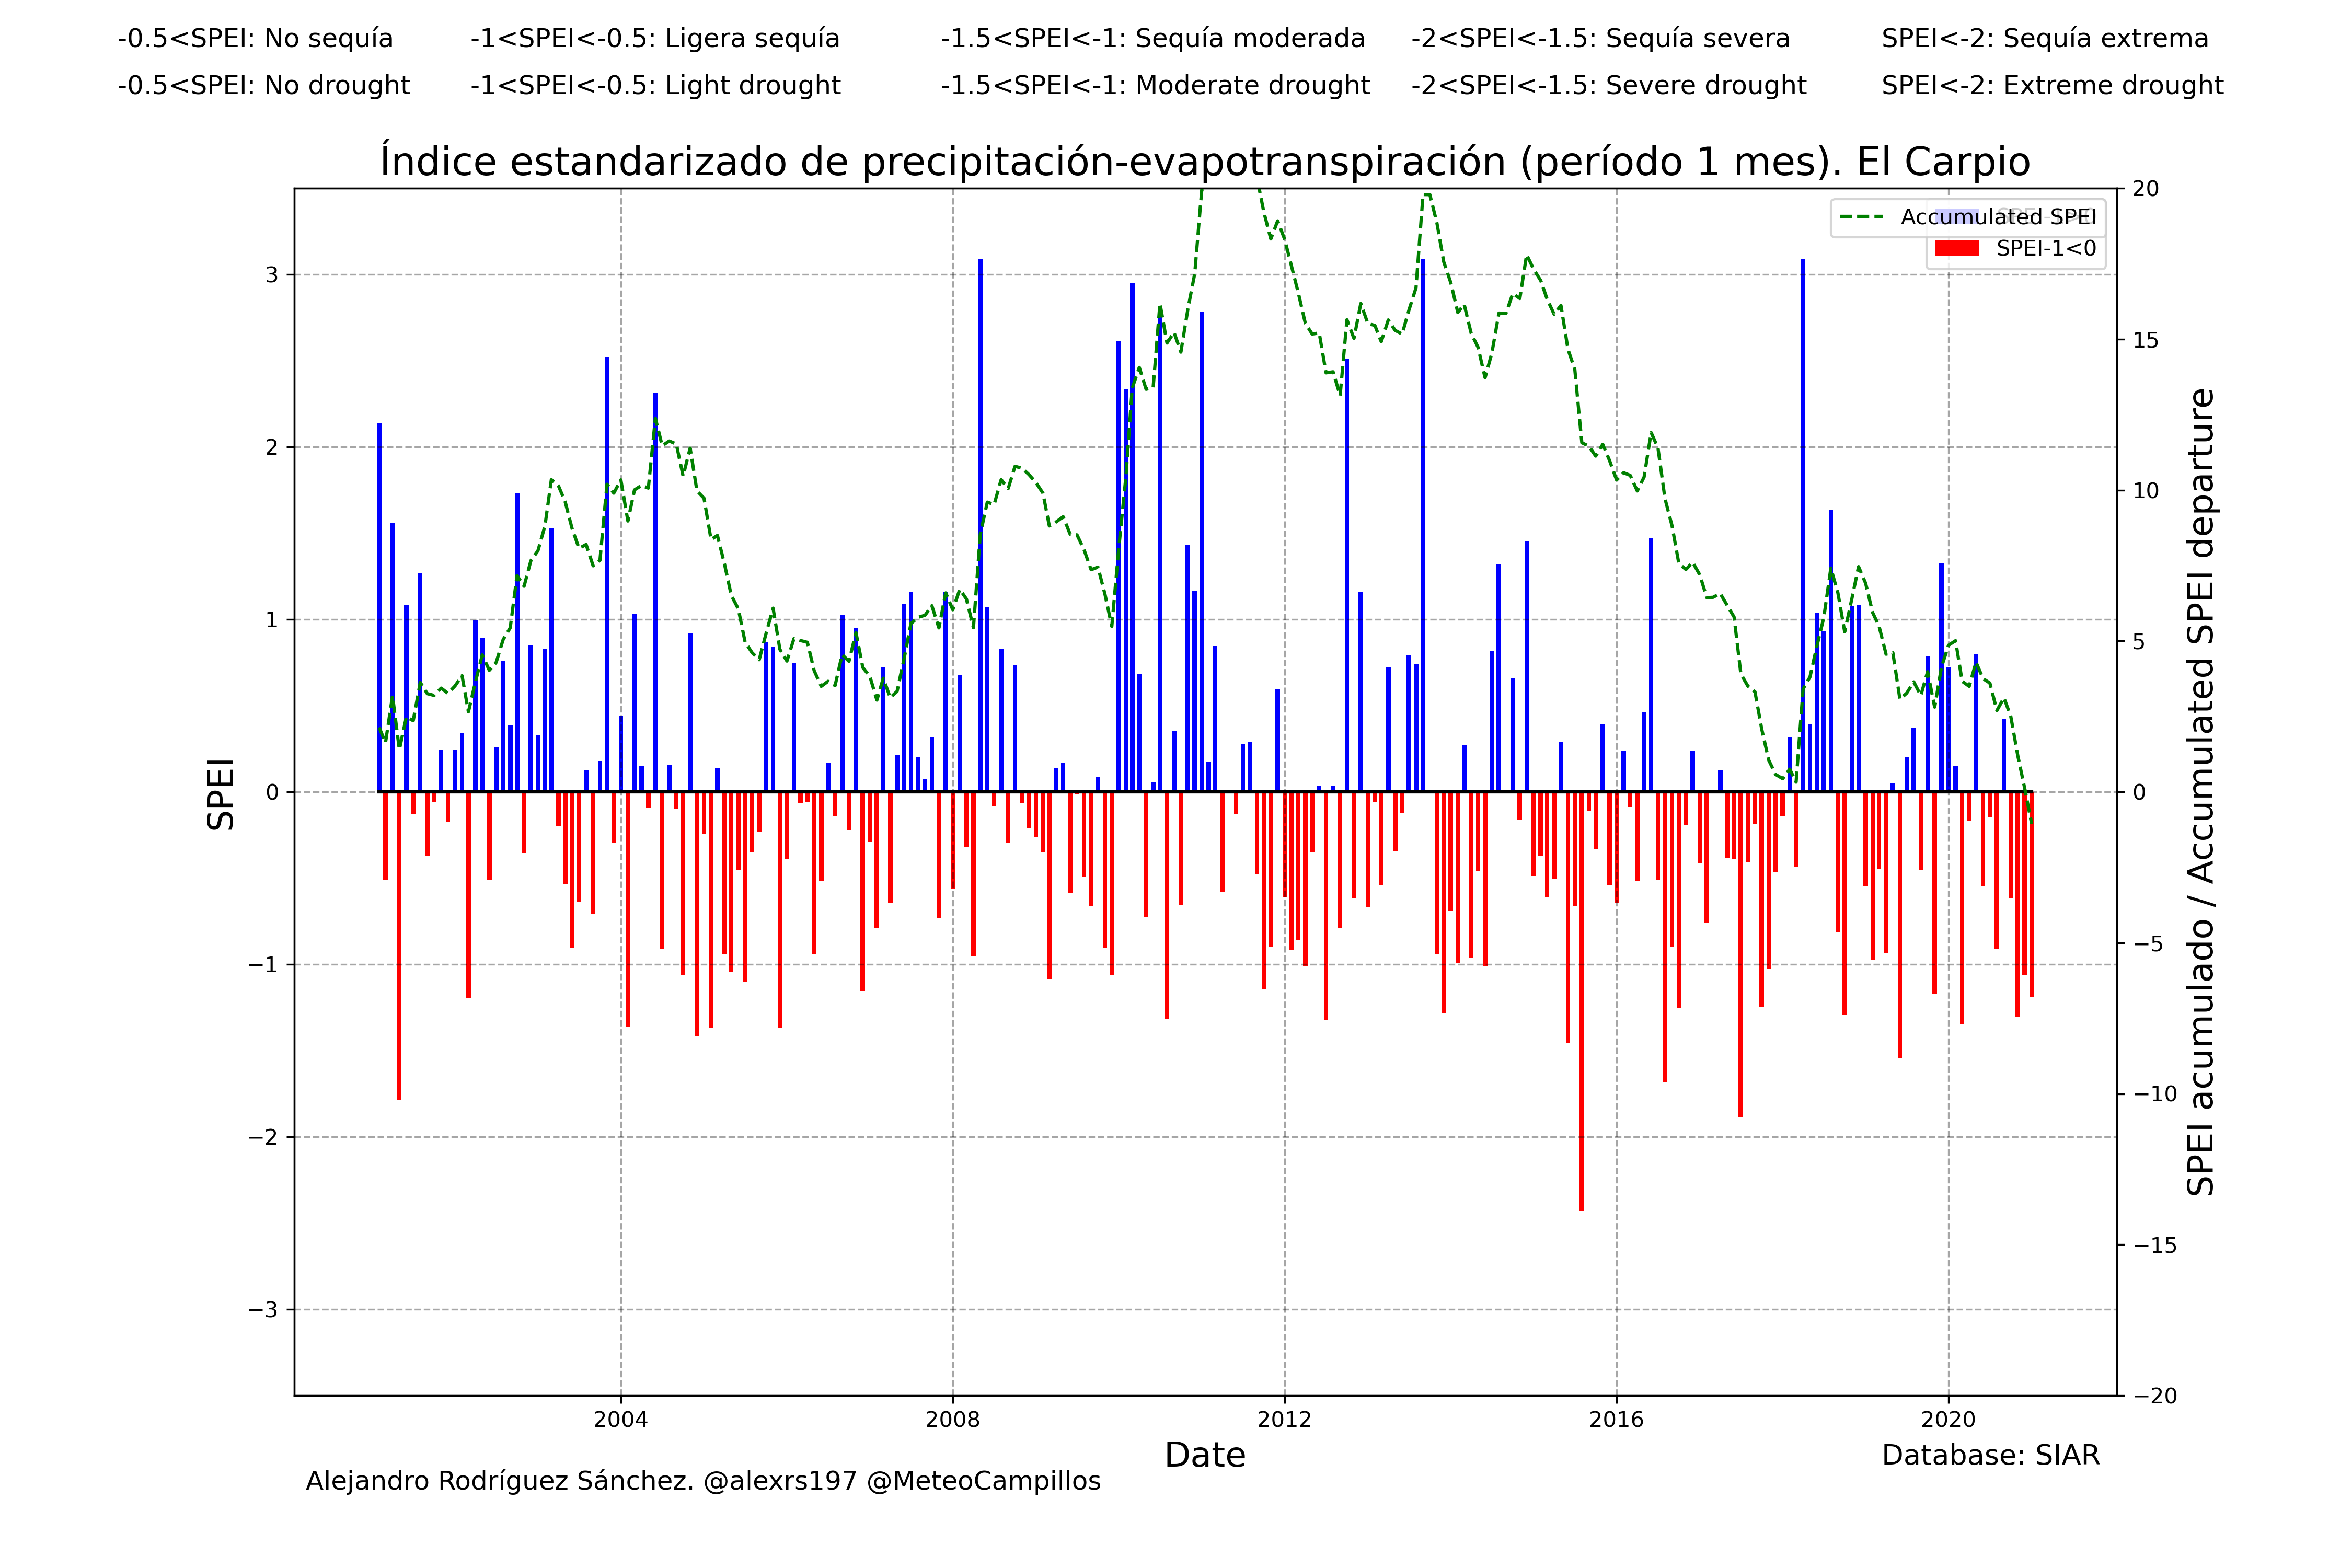 -0.5<SPEI: No sequía -1<SPEI<-0.5: Ligera sequía -1.5<SPEI<-1: Sequía moderada -2<SPEI<-1.5: Sequía severa SPEI<-2: Sequía extrema
-0.5<SPEI: No drought -1<SPEI<-0.5: Light drought -1.5<SPEI<-1: Moderate drought -2<SPEI<-1.5: Severe drought SPEI<-2: Extreme drought
Índice estandarizado de precipitación-evapotranspiración (período 1 mes). El Carpio
Accumulated SPEI
SPEI-1<0
SPEI
3
2
1
0
−1
−2
−3
20
15
10
5
0
−5
−10
−15
−20
SPEI acumulado / Accumulated SPEI departure
2004 2008 2012 2016 2020
Date
Database: SIAR
Alejandro Rodríguez Sánchez. @alexrs197 @MeteoCampillos